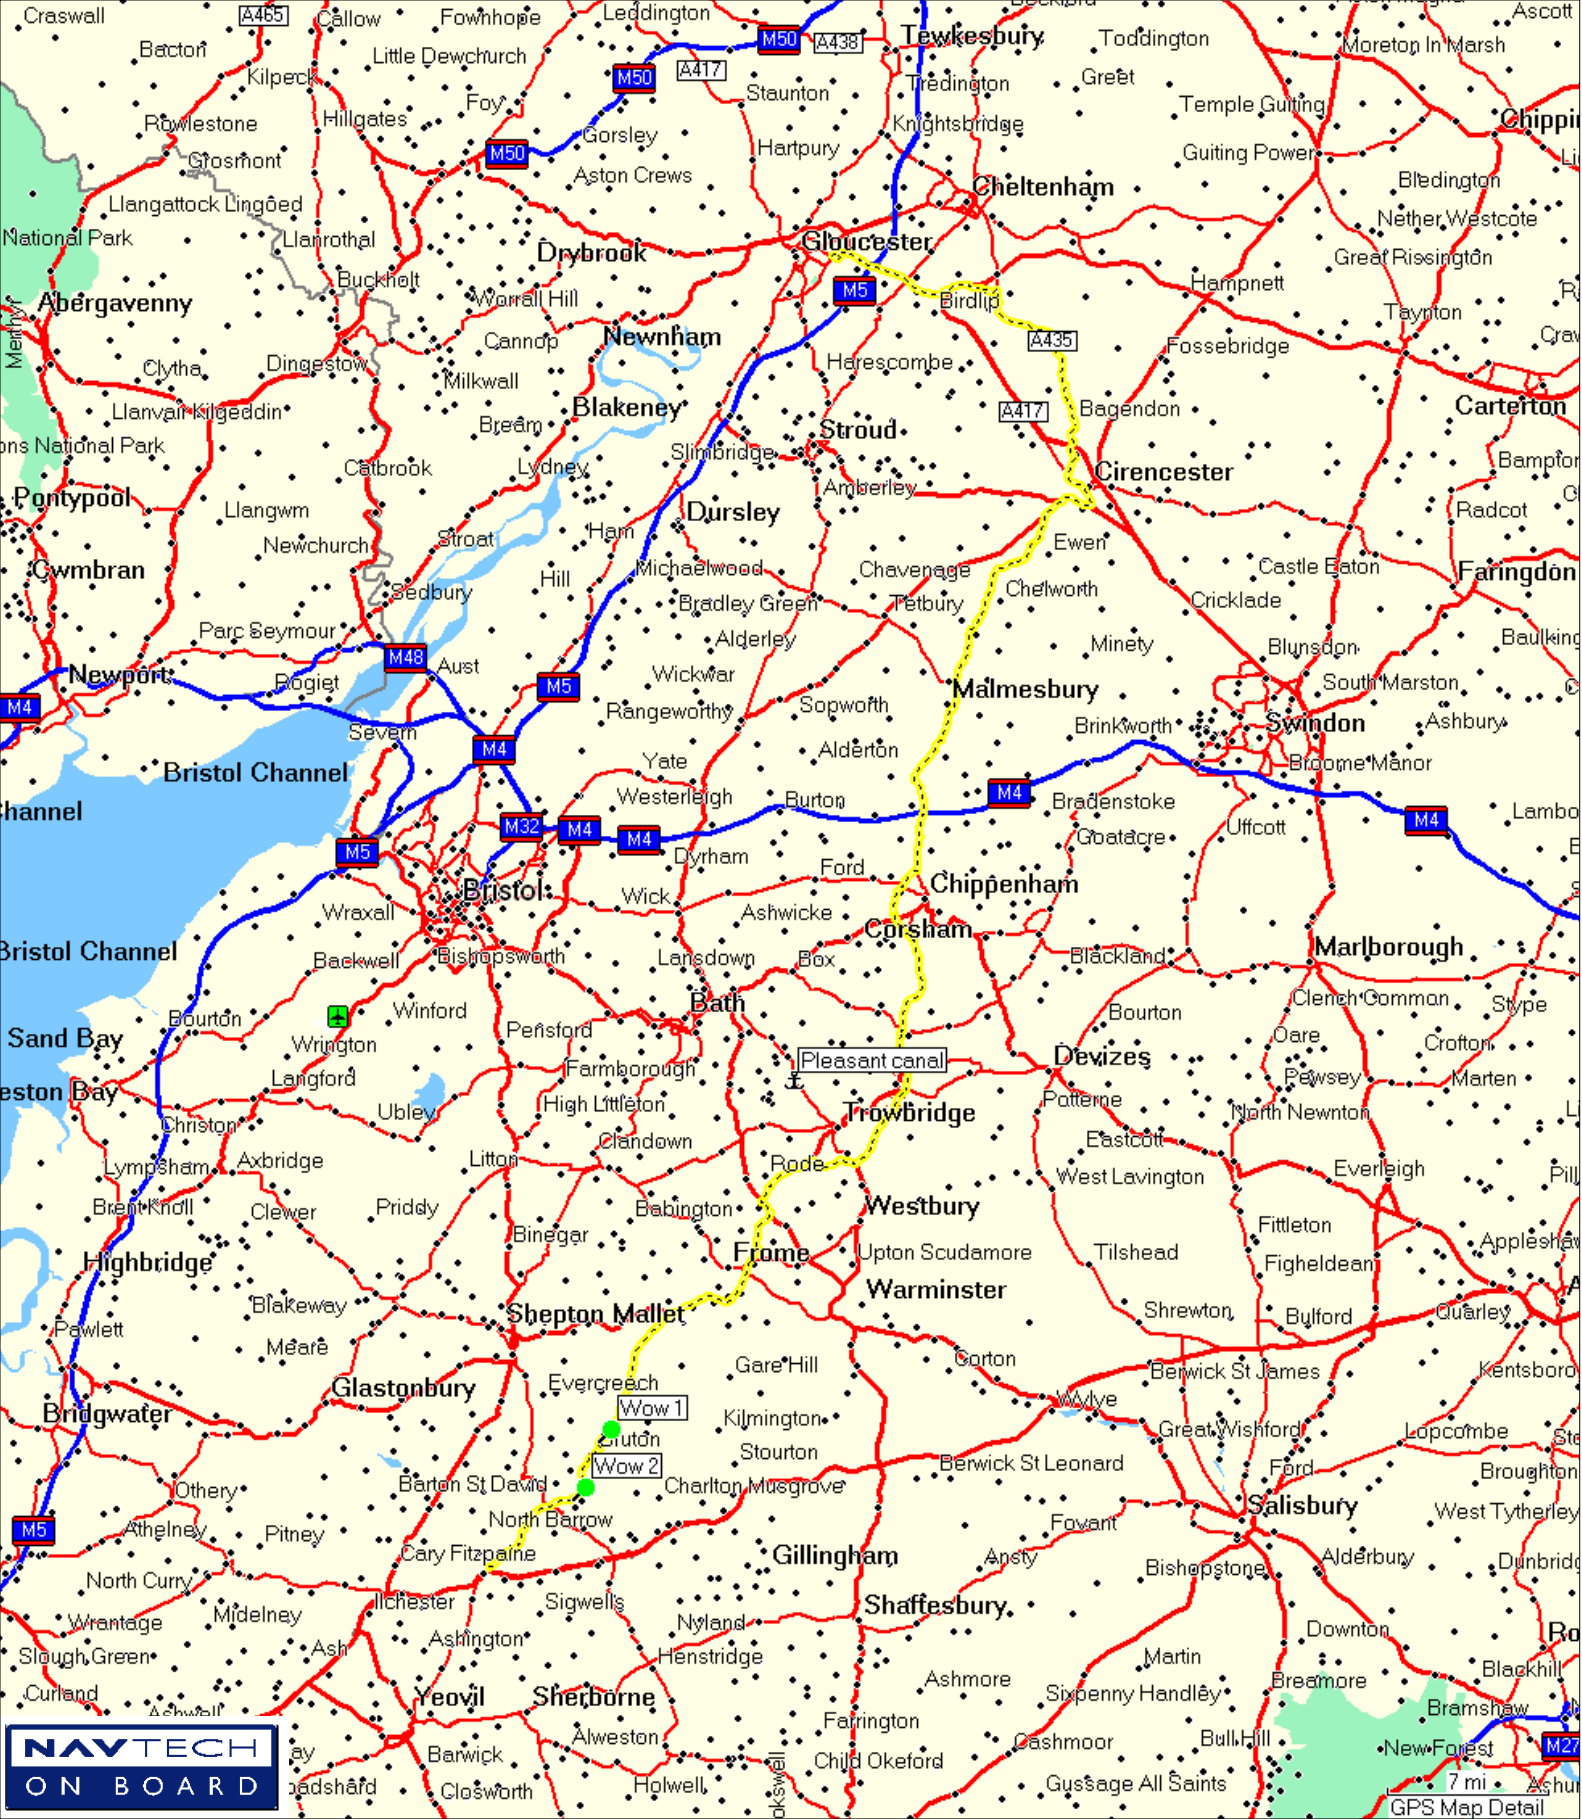 Craswall
A465
Callow
Fownhope
Leddington
M50
A438
Tewkesbury
Toddington
Moreton In Marsh
Ascott
Bacton
Little Dewchurch
Kilpeck
M50
A417
Tredington
Greet
Staunton
Foy
Temple Guiting
Rowlestone
Hillgates
Gorsley
Knightsbridge
Chippin
Grosmont
M50
Hartpury
Guiting Power
Aston Crews
Cheltenham
Bledington
Llangattock Lingoed
Nether Westcote
National Park
Llanrothal
Drybrook
Gloucester
Great Rissington
Buckholt
M5
Birdlip
Hampnett
Abergavenny
Worrall Hill
Taynton
Merthyr
Newnham
Cannop
A435
Fossebridge
Craw
Clytha
Dingestow
Milkwall
Harescombe
Llanvair Kilgeddin
Blakeney
A417
Bagendon
Carterton
ons National Park
Bream
Stroud
Slimbridge
Catbrook
Lydney
Cirencester
Bampton
Pontypool
Amberley
Llangwm
Dursley
Radcot
Newchurch
Stroat
Ham
Ewen
Cwmbran
Hill
Michaelwood
Chavenage
Castle Eaton
Faringdon
Sedbury
Bradley Green
Tetbury
Chelworth
Cricklade
Parc Seymour
Alderley
Minety
Blunsdon
Baulking
M48
Aust
Newport
Rogiet
M5
Wickwar
Malmesbury
South Marston
M4
Rangeworthy
Sopworth
Brinkworth
Swindon
Ashbury
Severn
M4
Alderton
Bristol Channel
Yate
Broome Manor
Westerleigh
Burton
M4
Bradenstoke
Channel
M32
M4
M4
Goatacre
Uffcott
M4
Lambo
M5
Dyrham
Ford
Bristol
Wick
Chippenham
Wraxall
Ashwicke
Corsham
Bristol Channel
Backwell
Bishopsworth
Lansdown
Box
Blackland
Marlborough
Bath
Clench Common
Stype
Winford
Bourton
Bourton
Sand Bay
Wrington
Pensford
Oare
Crofton
Pleasant canal
Devizes
eston Bay
Langford
Farmborough
Pewsey
Marten
Ubley
High Littleton
Trowbridge
Potterne
North Newnton
Christon
Clandown
Eastcott
Lympsham
Axbridge
Litton
Rode
West Lavington
Everleigh
Pill
Brent Knoll
Clewer
Priddy
Babington
Westbury
Fittleton
Binegar
Frome
Upton Scudamore
Tilshead
Appleshaw
Highbridge
Figheldean
Warminster
Blakeway
Shepton Mallet
Shrewton
Bulford
Quarley
Pawlett
Meare
Gare Hill
Corton
Berwick St James
Kentsboro
Glastonbury
Evercreech
Wylye
Bridgwater
Wow 1
Kilmington
Great Wishford
Lopcombe
Bruton
Stourton
Wow 2
Berwick St Leonard
Ford
Broughton
Othery
Barton St David
Charlton Musgrove
Salisbury
West Tytherley
M5
Athelney
Pitney
North Barrow
Fovant
Cary Fitzpaine
Gillingham
Ansty
Bishopstone
Alderbury
Dunbridg
North Curry
Ilchester
Sigwells
Shaftesbury
Wrantage
Midelney
Nyland
Downton
Ro
Slough Green
Ash
Ashington
Henstridge
Martin
Blackhill
Curland
Ashmore
Breamore
Yeovil
Sherborne
Sixpenny Handley
Bramshaw
Ashwell
Farrington
Alweston
Cashmoor
Bull Hill
New Forest
M27
NAVTECH
ON BOARD
Barwick
Child Okeford
7 mi
Closworth
Holwell
Gussage All Saints
GPS Map Detail